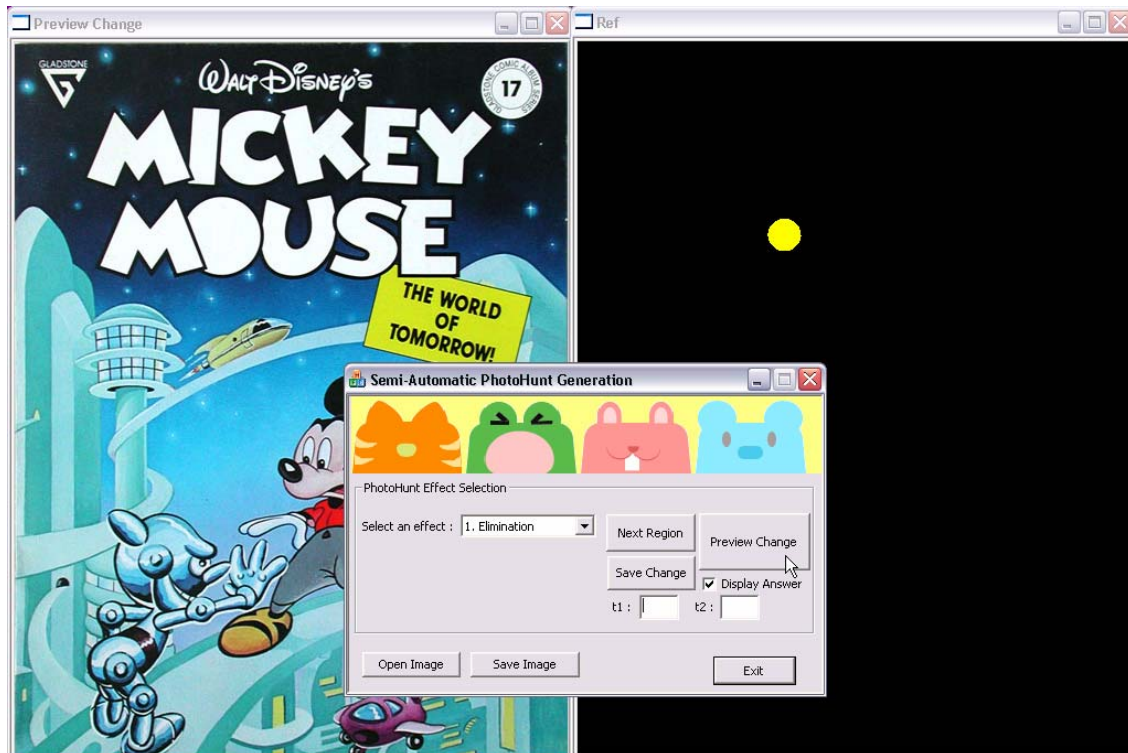 Preview Change
Ref
GLADSTONE
WALT DISNEY'S
GLADSTONE COMIC ALBUM SERIES
17
MICKEY
MOUSE
THE WORLD
OF
TOMORROW!
Semi-Automatic PhotoHunt Generation
PhotoHunt Effect Selection
Select an effect : 1. Elimination
Next Region
Preview Change
Save Change
Display Answer
t1 :
t2 :
Open Image
Save Image
Exit